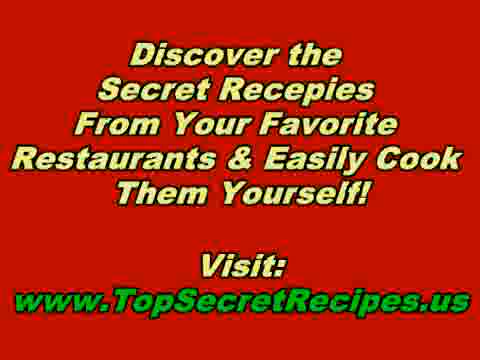 Discover the
Secret Recepies
From Your Favorite
Restaurants & Easily Cook
Them Yourself!
Visit:
www.TopSecretRecipes.us